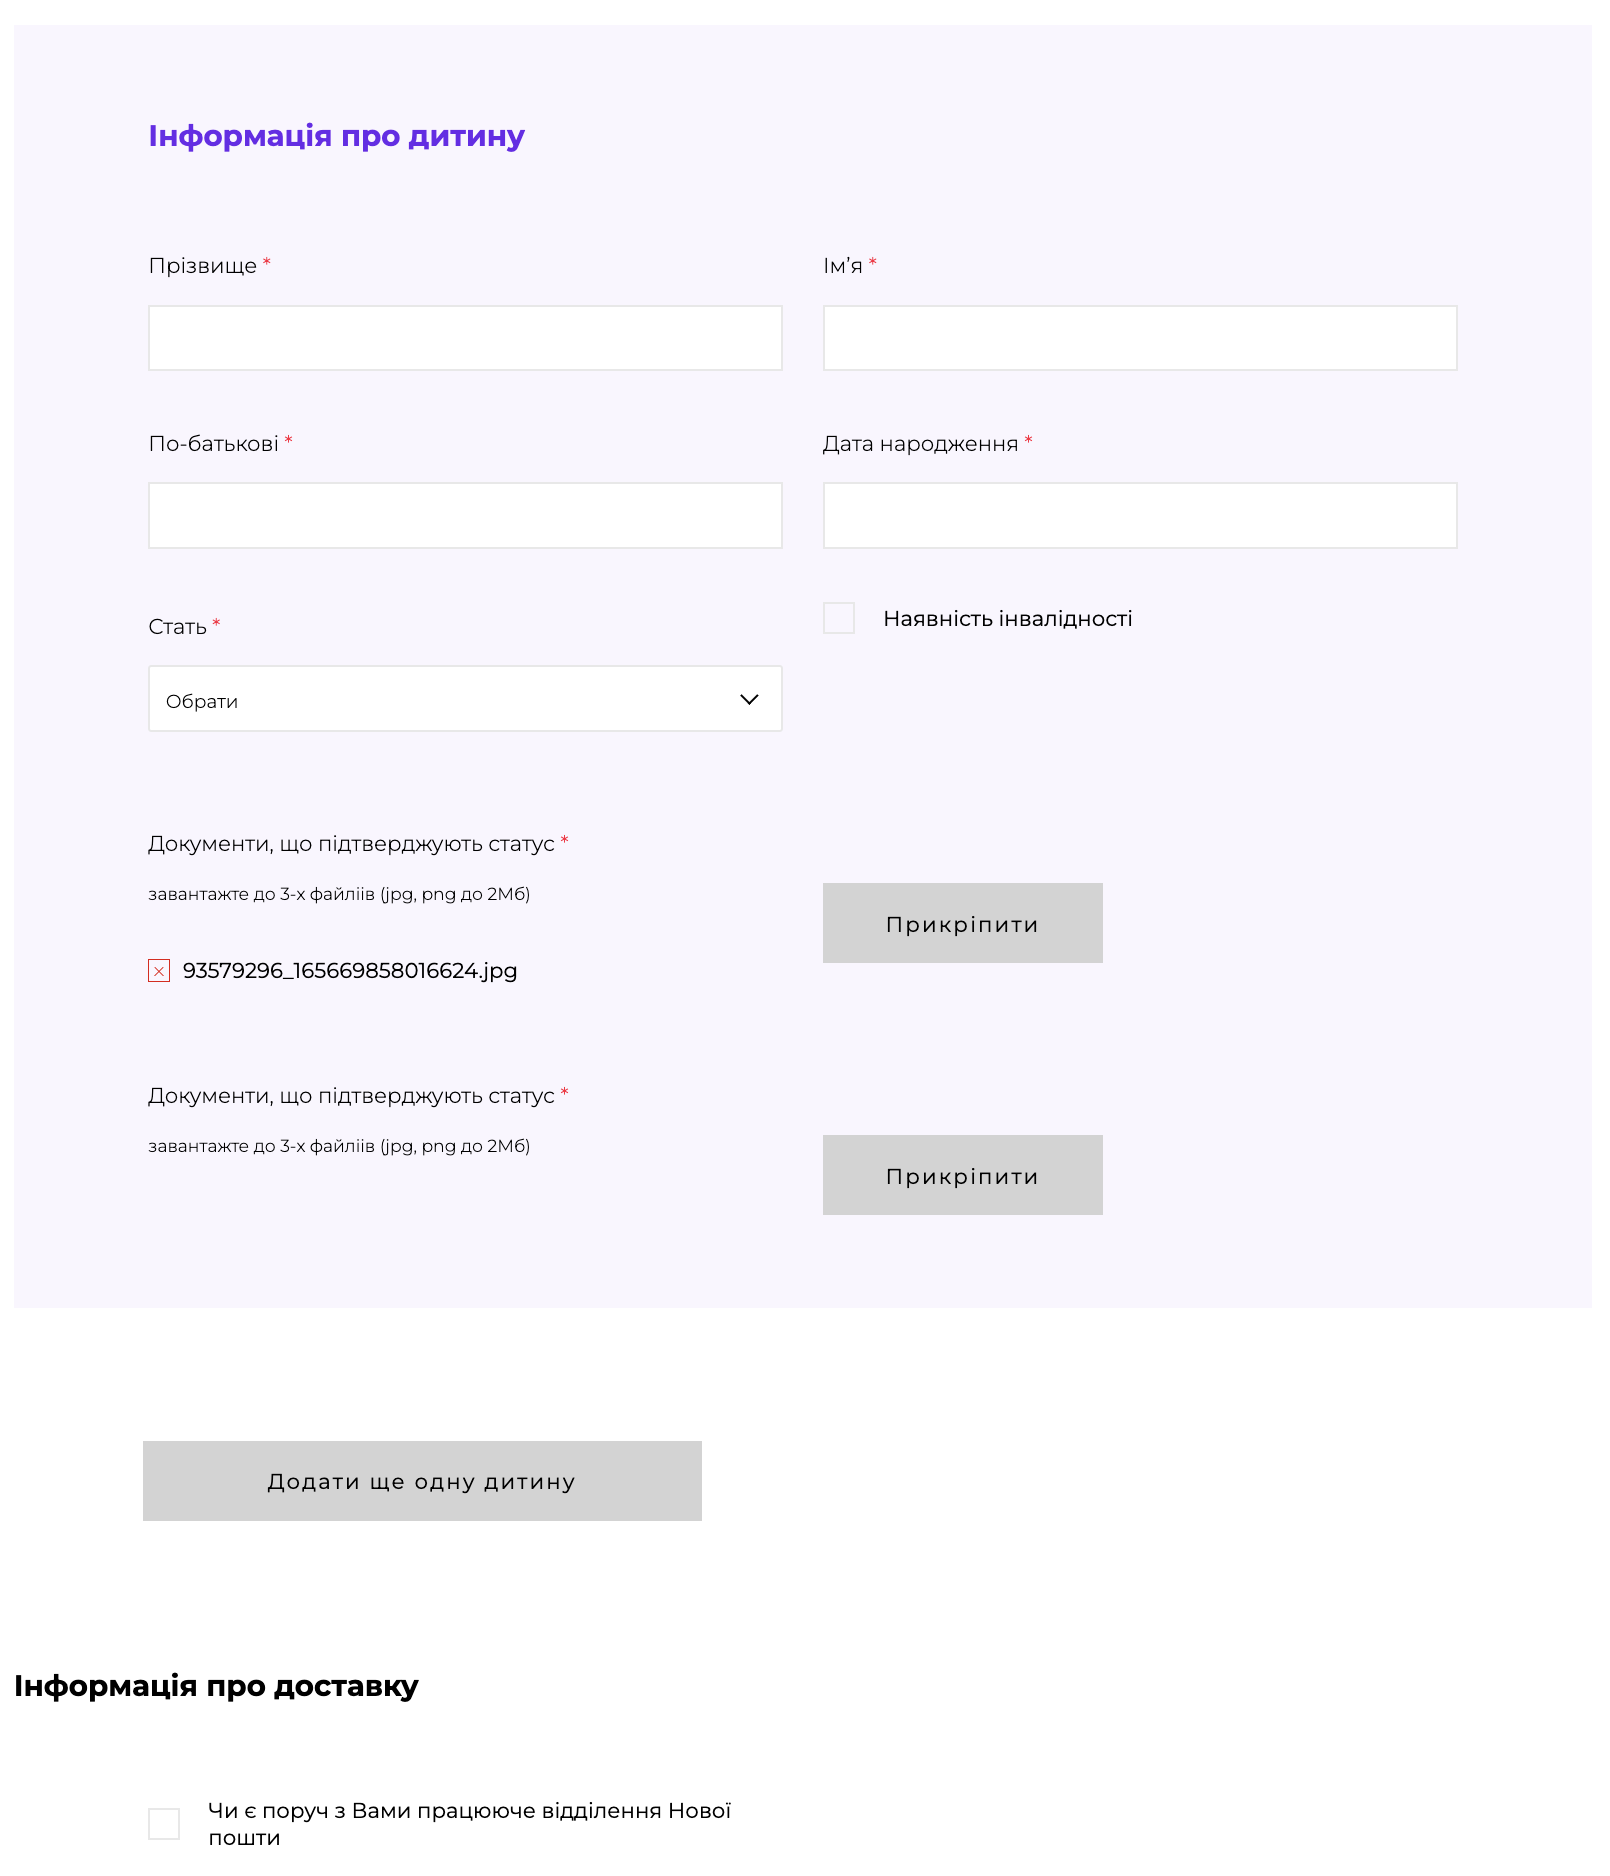 Інформація про дитину
Прізвище *
Ім’я *
По-батькові *
Дата народження *
Стать *
Наявність інвалідності
Обрати
Документи, що підтверджують статус *
завантажте до 3-х файліів (jpg, png до 2Мб)
Прикріпити
93579296_165669858016624.jpg
Документи, що підтверджують статус *
завантажте до 3-х файліів (jpg, png до 2Мб)
Прикріпити
Додати ще одну дитину
Інформація про доставку
Чи є поруч з Вами працююче відділення Нової
пошти